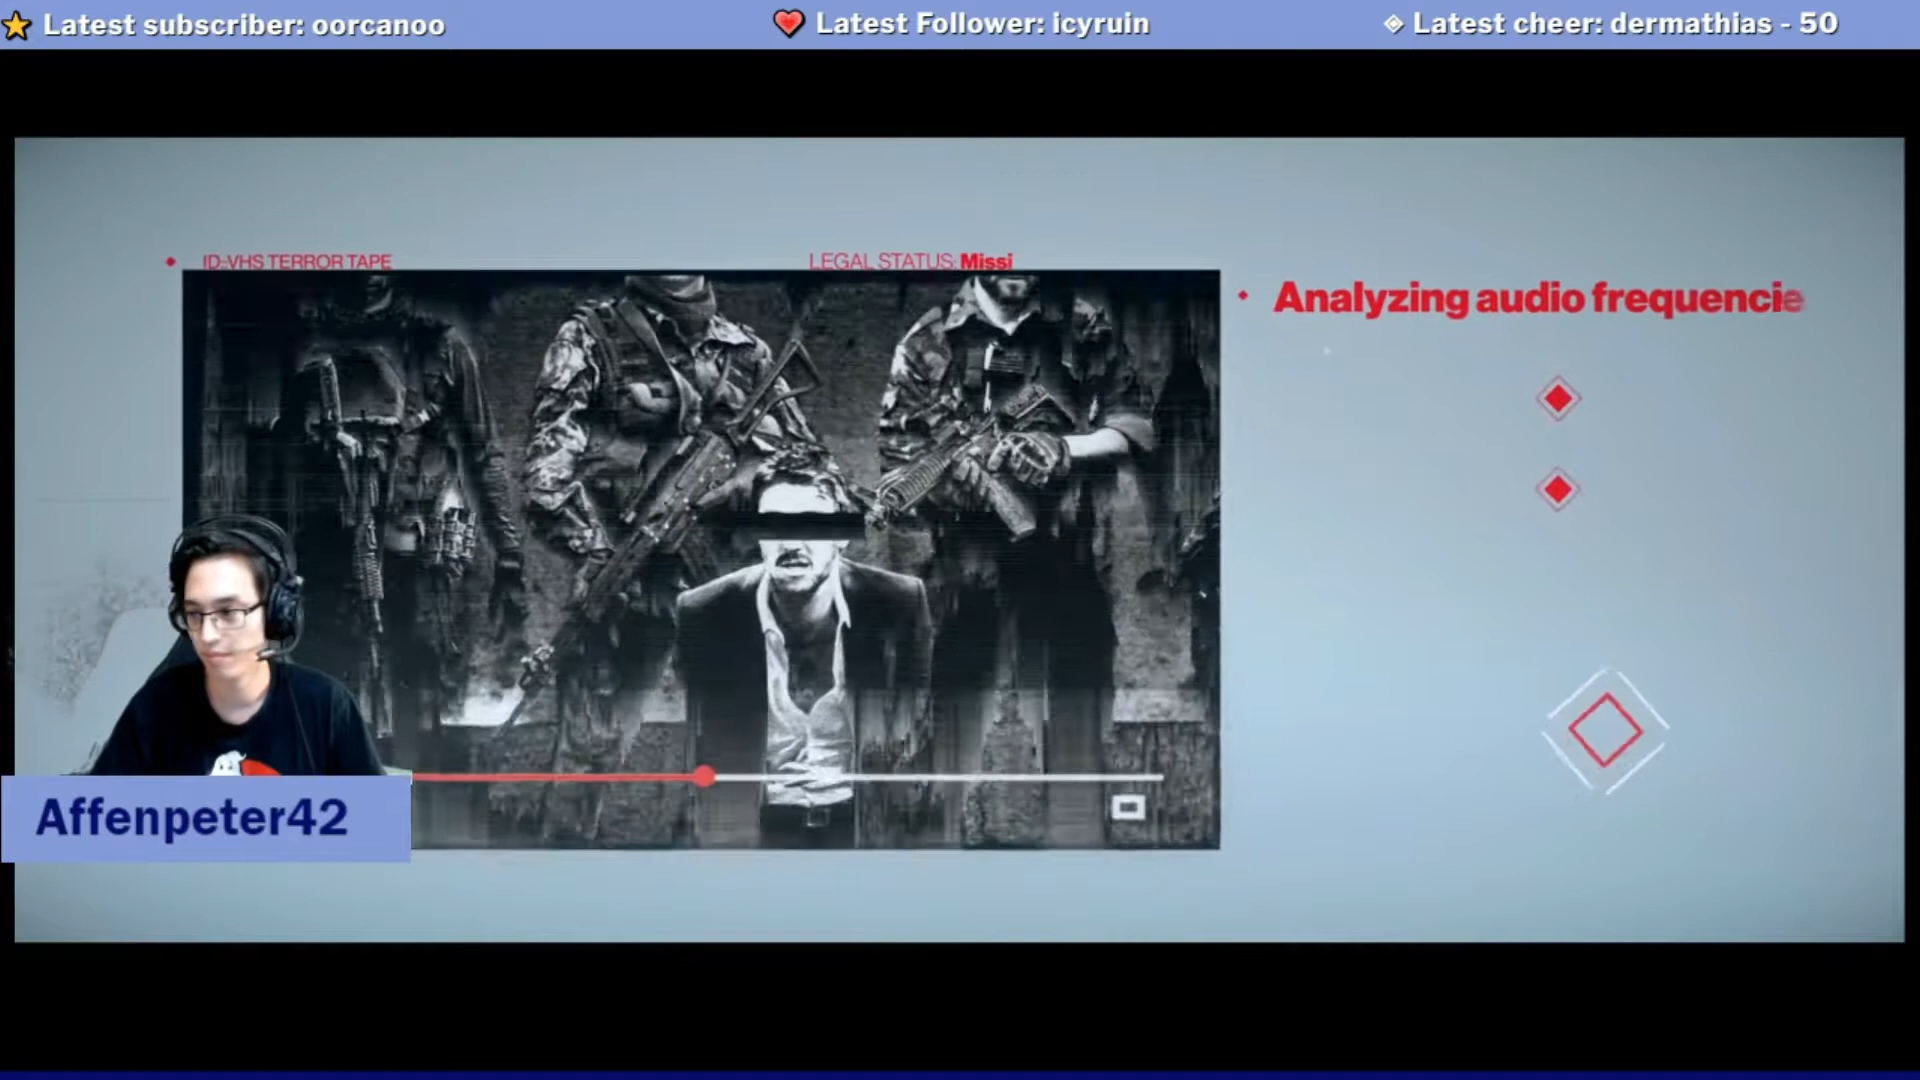 Latest subscriber: oorcanoo
Latest Follower: icyruin
Latest cheer: dermathias - 50
ID-VHS TERROR TAPE
LEGAL STATUS: Missi
Analyzing audio frequencie
Affenpeter42